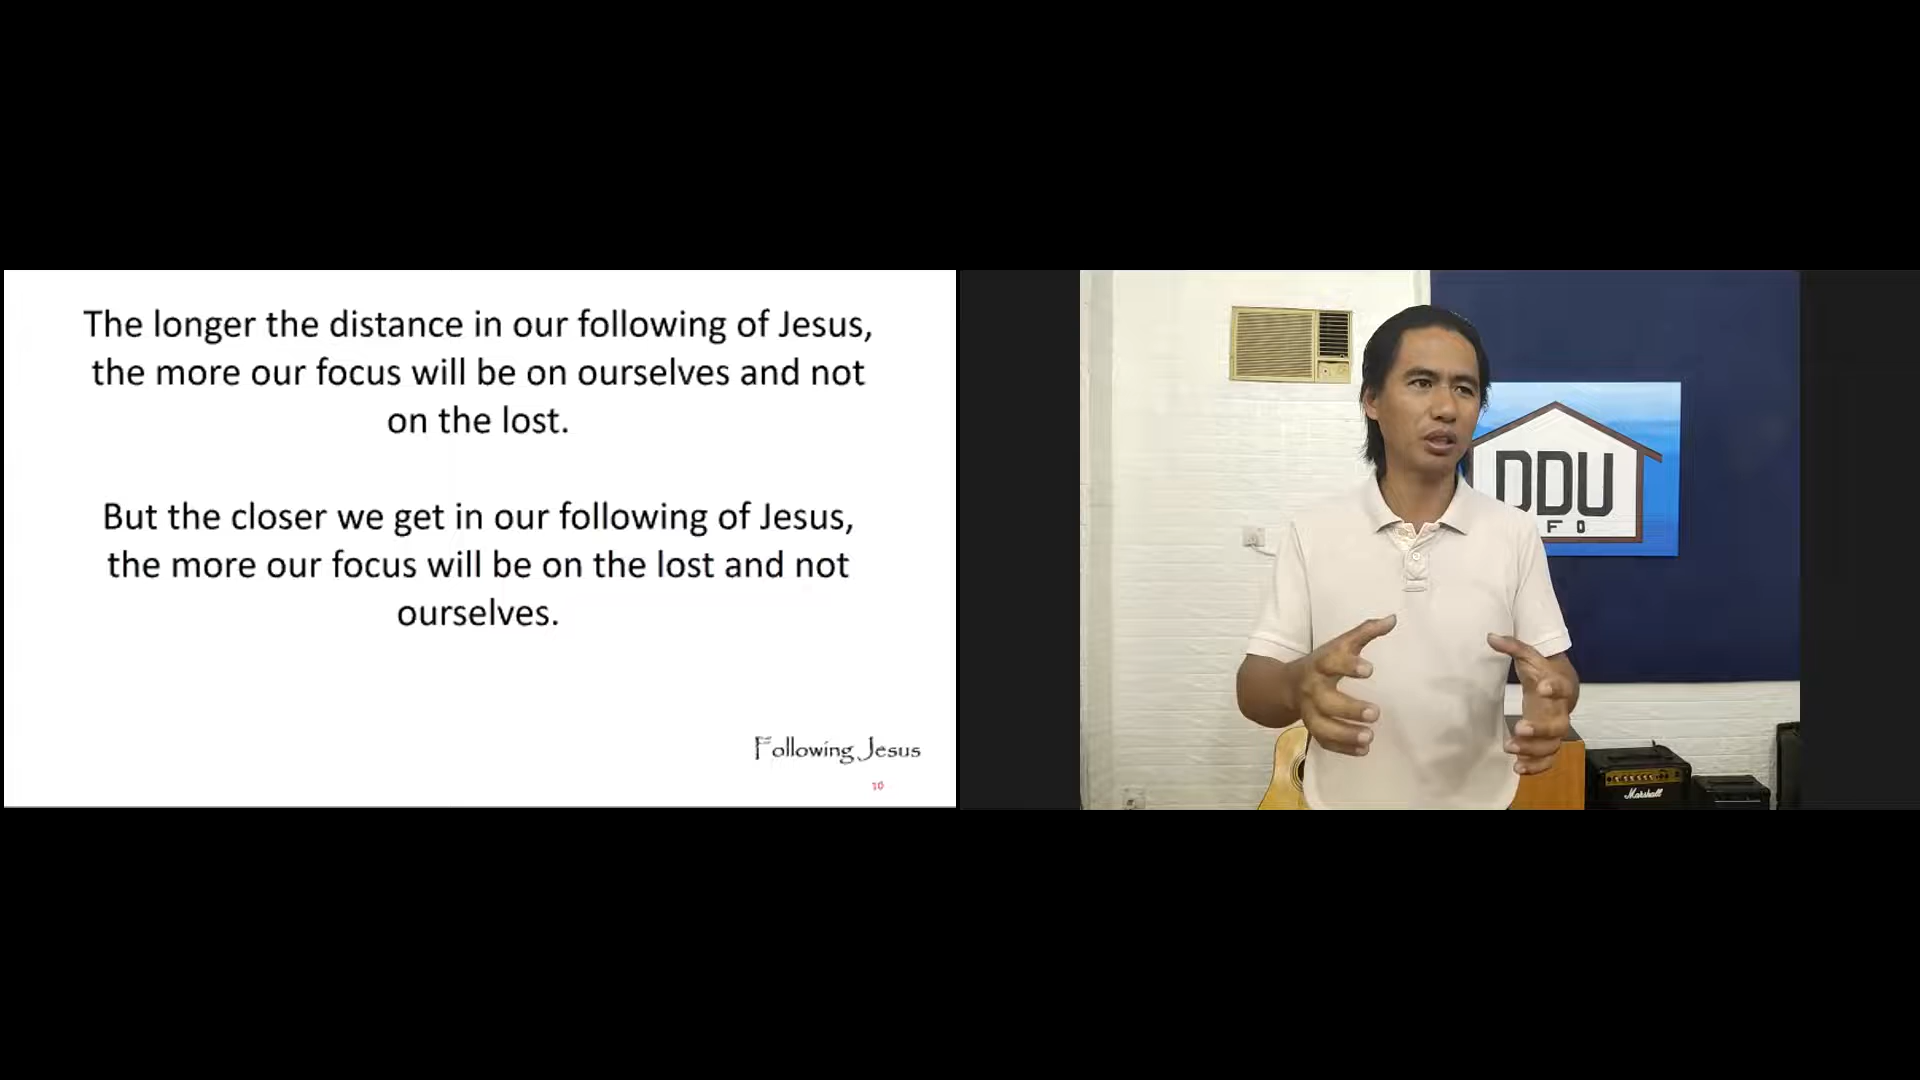 The longer the distance in our following of Jesus,
the more our focus will be on ourselves and not
on the lost.
But the closer we get in our following of Jesus,
the more our focus will be on the lost and not
ourselves.
Following Jesus
10
DDU
F O
Marshall